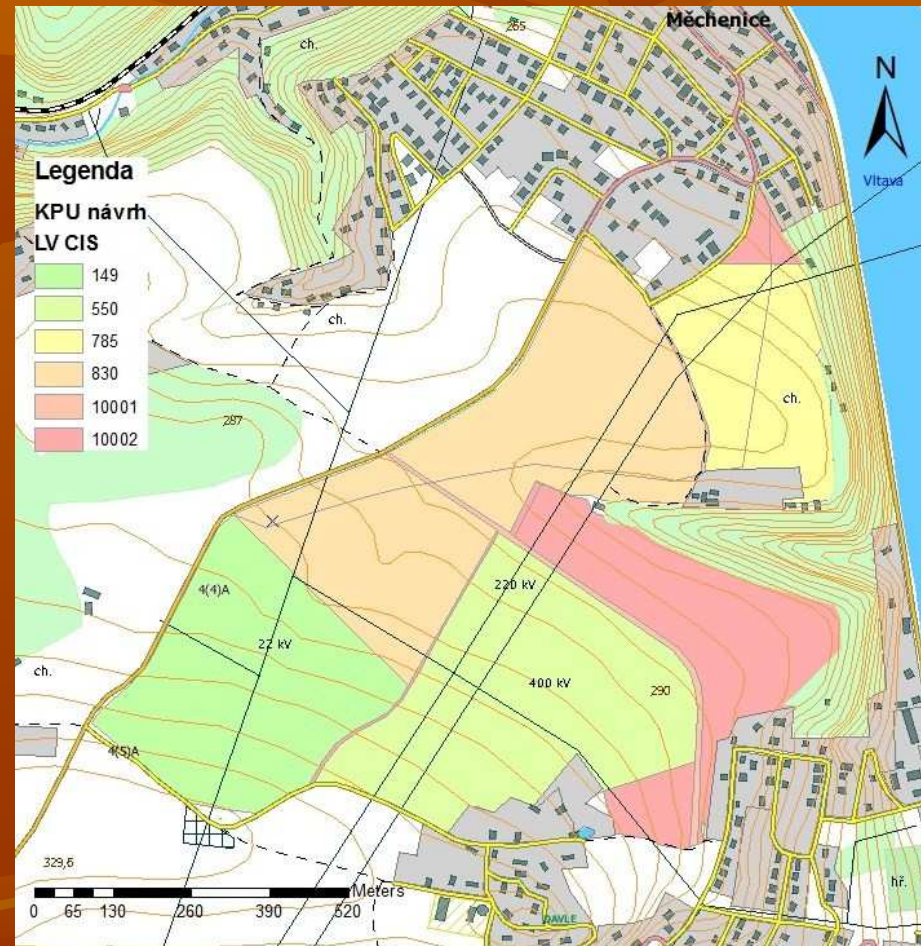 Měchenice
265
ch.
N
Vltava
Legenda
KPU návrh
LV CIS
149
550
785
830
10001
10002
ch.
ch.
287
4(4)A
220 kV
22 kV
400 kV
290
ch.
4(5)A
329,6
Meters
0 65 130 260 390 520
DAVLE
hř.